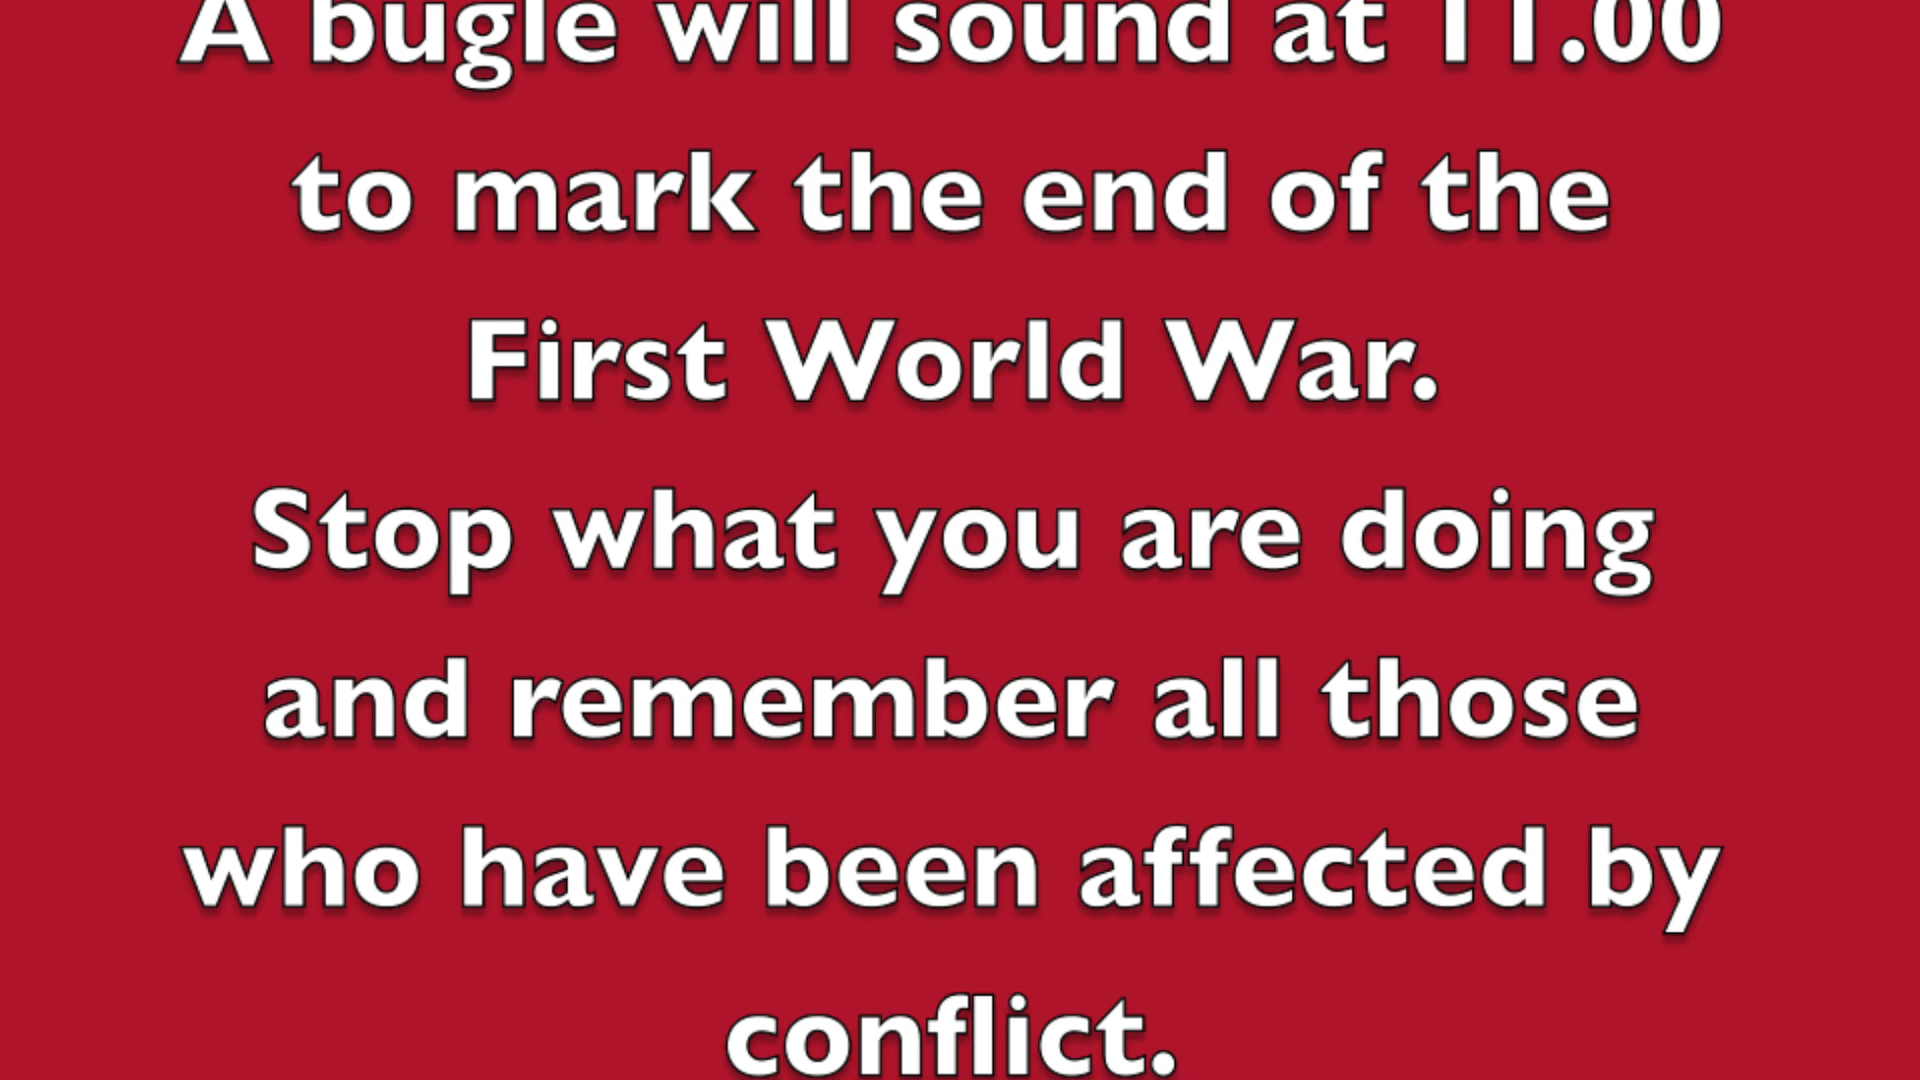 A bugle will sound at 11.00
to mark the end of the
First World War.
Stop what you are doing
and remember all those
who have been affected by
conflict.